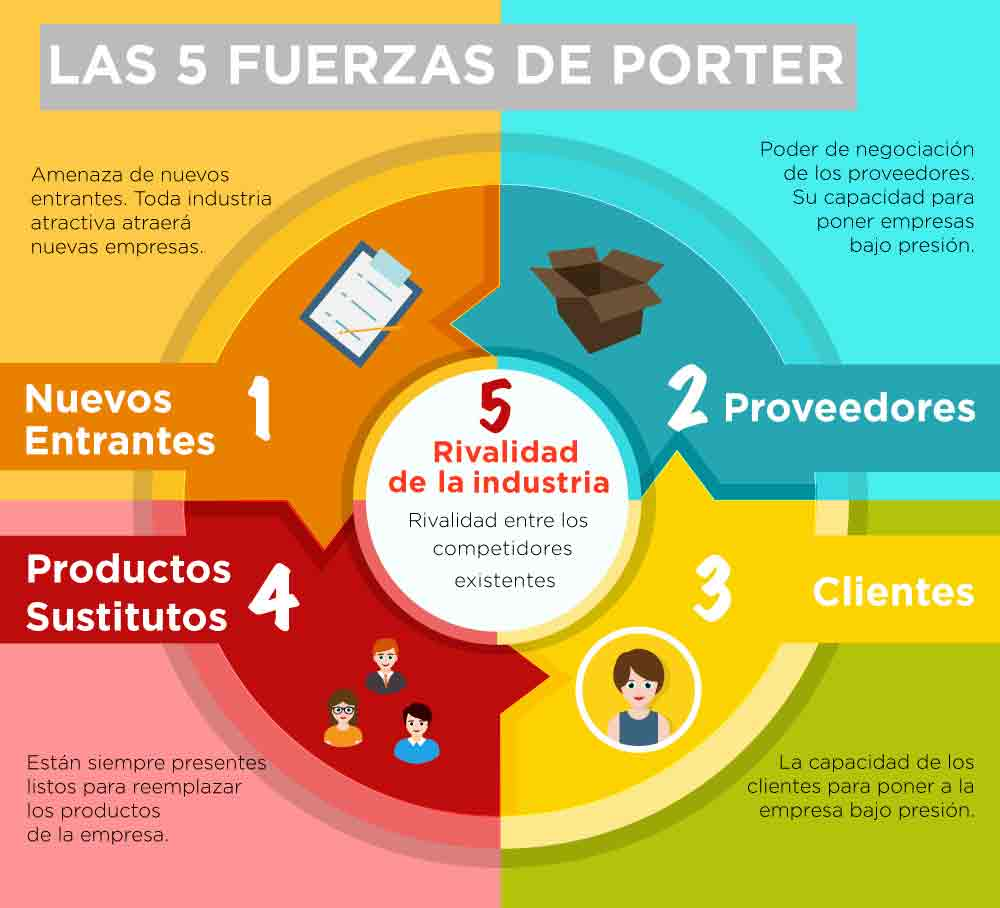 LAS 5 FUERZAS DE PORTER
Amenaza de nuevos
entrantes. Toda industria
atractiva atraerá
nuevas empresas.
Poder de negociación
de los proveedores.
Su capacidad para
poner empresas
bajo presión.
Nuevos
Entrantes
1
2
Proveedores
5
Rivalidad
de la industria
Rivalidad entre los
competidores
existentes
Productos
Sustitutos
4
3
Clientes
Están siempre presentes
listos para reemplazar
los productos
de la empresa.
La capacidad de los
clientes para poner a la
empresa bajo presión.